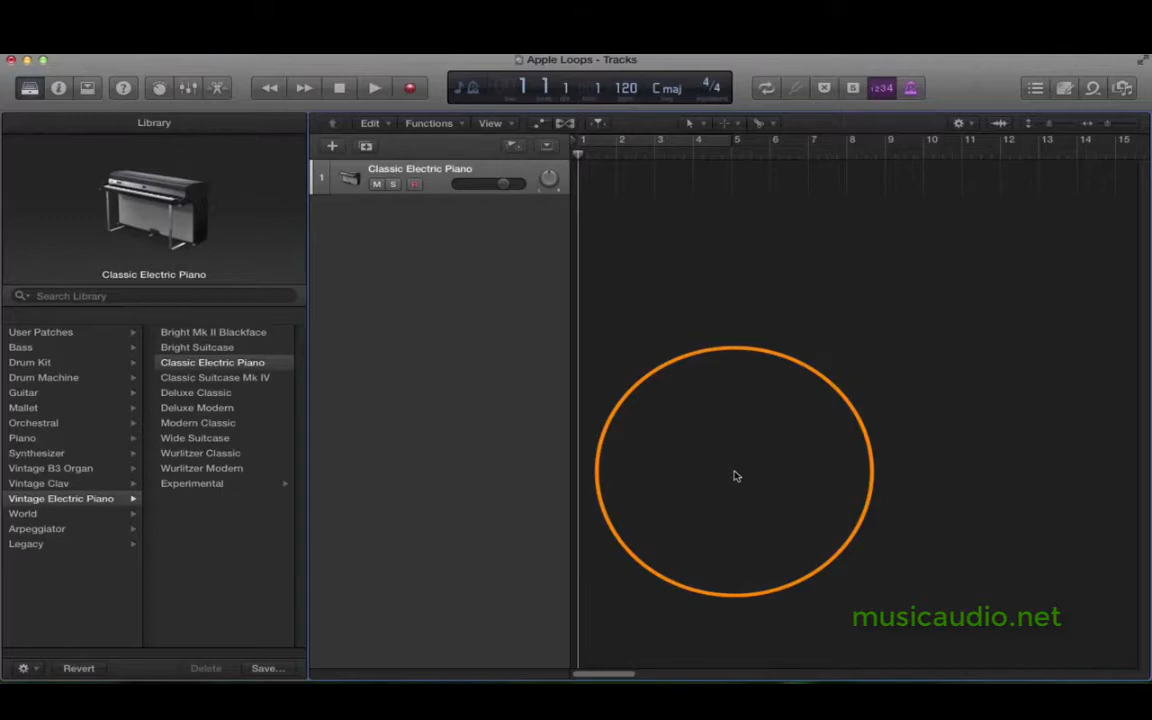 Apple Loops - Tracks
1 1 1 1 120 C maj 4/4
1234
Library
Edit Functions View
1 2 3 4 5 6 7 8 9 10 11 12 13 14 15
1 Classic Electric Piano
M S R
Classic Electric Piano
Search Library
User Patches
Bass
Drum Kit
Drum Machine
Guitar
Mallet
Orchestral
Piano
Synthesizer
Vintage B3 Organ
Vintage Clav
Vintage Electric Piano
World
Arpeggiator
Legacy
Bright Mk II Blackface
Bright Suitcase
Classic Electric Piano
Classic Suitcase Mk IV
Deluxe Classic
Deluxe Modern
Modern Classic
Wide Suitcase
Wurlitzer Classic
Wurlitzer Modern
Experimental
musicaudio.net
Revert Delete Save...